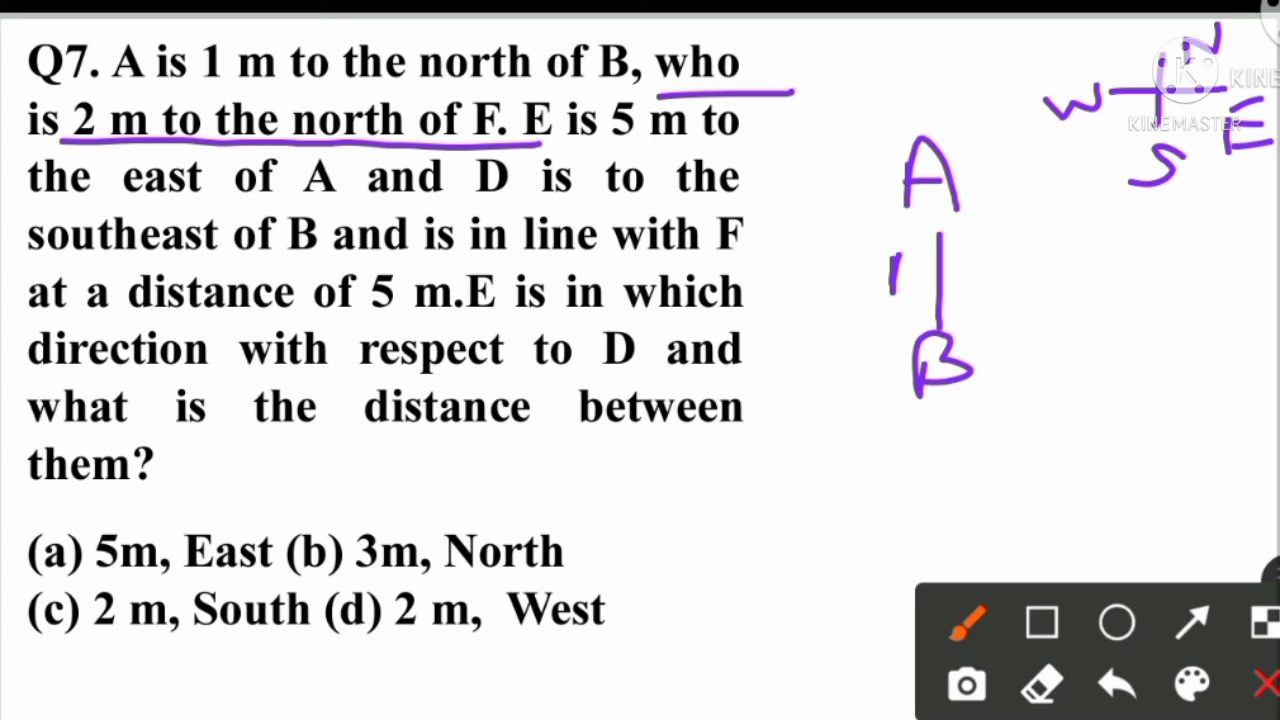 Q7. A is 1 m to the north of B, who
is 2 m to the north of F. E is 5 m to
the east of A and D is to the
southeast of B and is in line with F
at a distance of 5 m.E is in which
direction with respect to D and
what is the distance between
them?
(a) 5m, East (b) 3m, North
(c) 2 m, South (d) 2 m, West
N
W
E
S
A
1
B
K
KINEMASTER
KINE